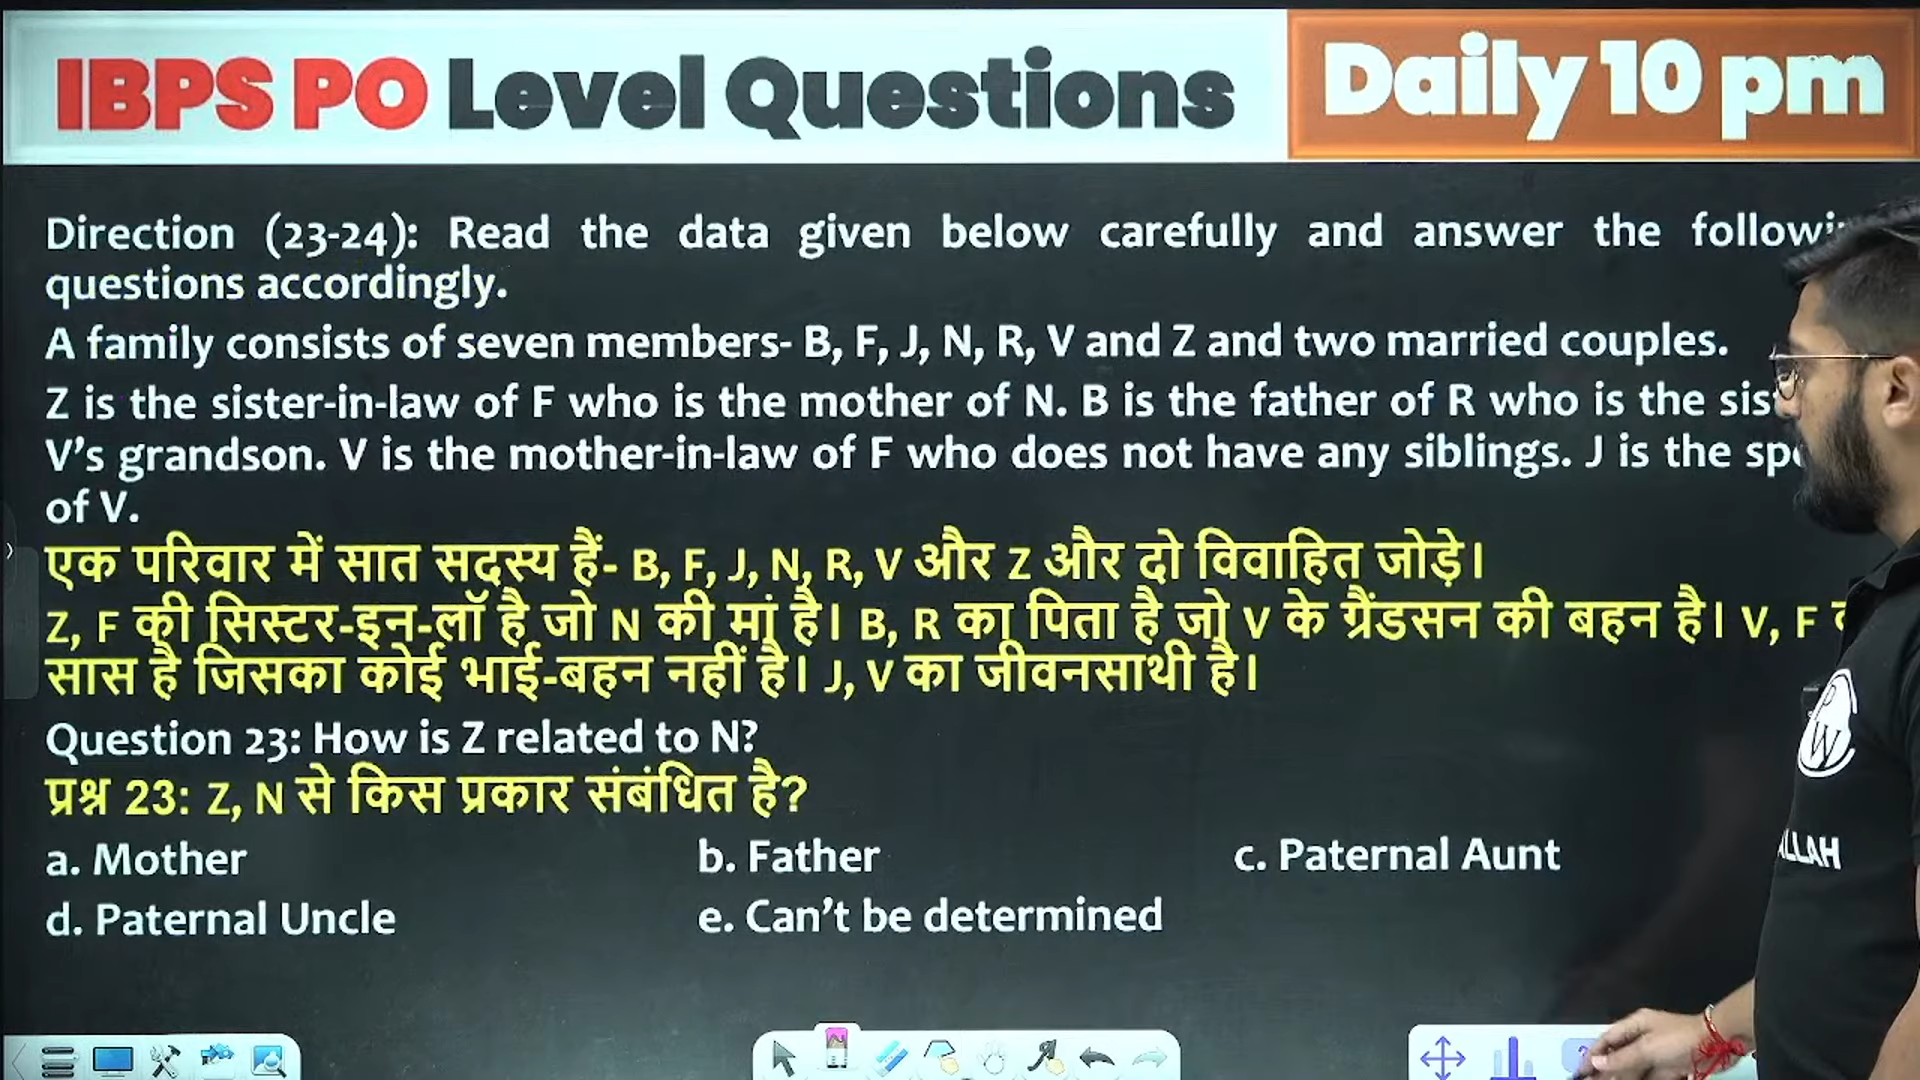 IBPS PO Level Questions
Daily 10 pm
Direction (23-24): Read the data given below carefully and answer the
questions accordingly.
A family consists of seven members- B, F, J, N, R, V and Z and two married couples.
Z is the sister-in-law of F who is the mother of N. B is the father of R who is the
V's grandson. V is the mother-in-law of F who does not have any siblings. J is the
of V.
एक परिवार में सात सदस्य हैं- B, F, J, N, R, V और Z और दो विवाहित जोड़े।
Z, F की सिस्टर-इन-लॉ है जो N की मां है। B, R का पिता है जो V के ग्रैंडसन की बहन है। V, F
सास है जिसका कोई भाई-बहन नहीं है। J, V का जीवनसाथी है।
Question 23: How is Z related to N?
प्रश्न 23: Z, N से किस प्रकार संबंधित है?
a. Mother b. Father c. Paternal Aunt
d. Paternal Uncle e. Can't be determined
W